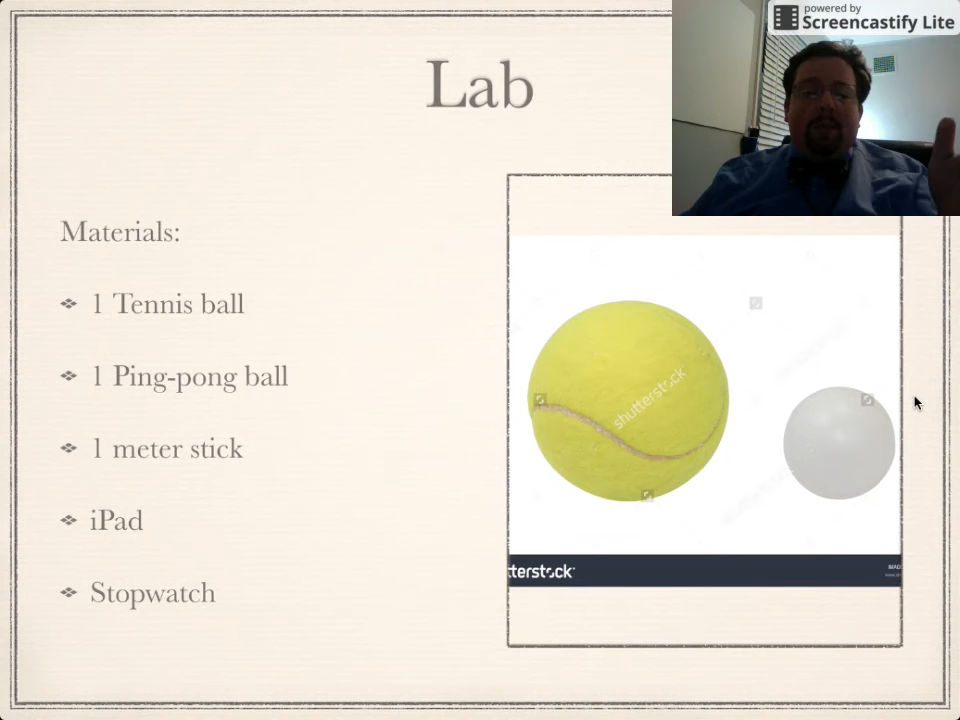 powered by
Screencastify Lite
Lab
Materials:
1 Tennis ball
1 Ping-pong ball
1 meter stick
iPad
Stopwatch
shutterstock
tterstock